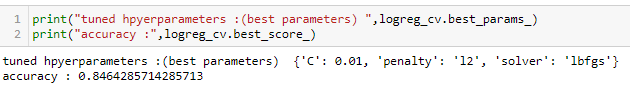 1 print("tuned hpyerparameters :(best parameters) ",logreg_cv.best_params_)
2 print("accuracy :",logreg_cv.best_score_)
tuned hpyerparameters :(best parameters)  {'C': 0.01, 'penalty': 'l2', 'solver': 'lbfgs'}
accuracy : 0.8464285714285713